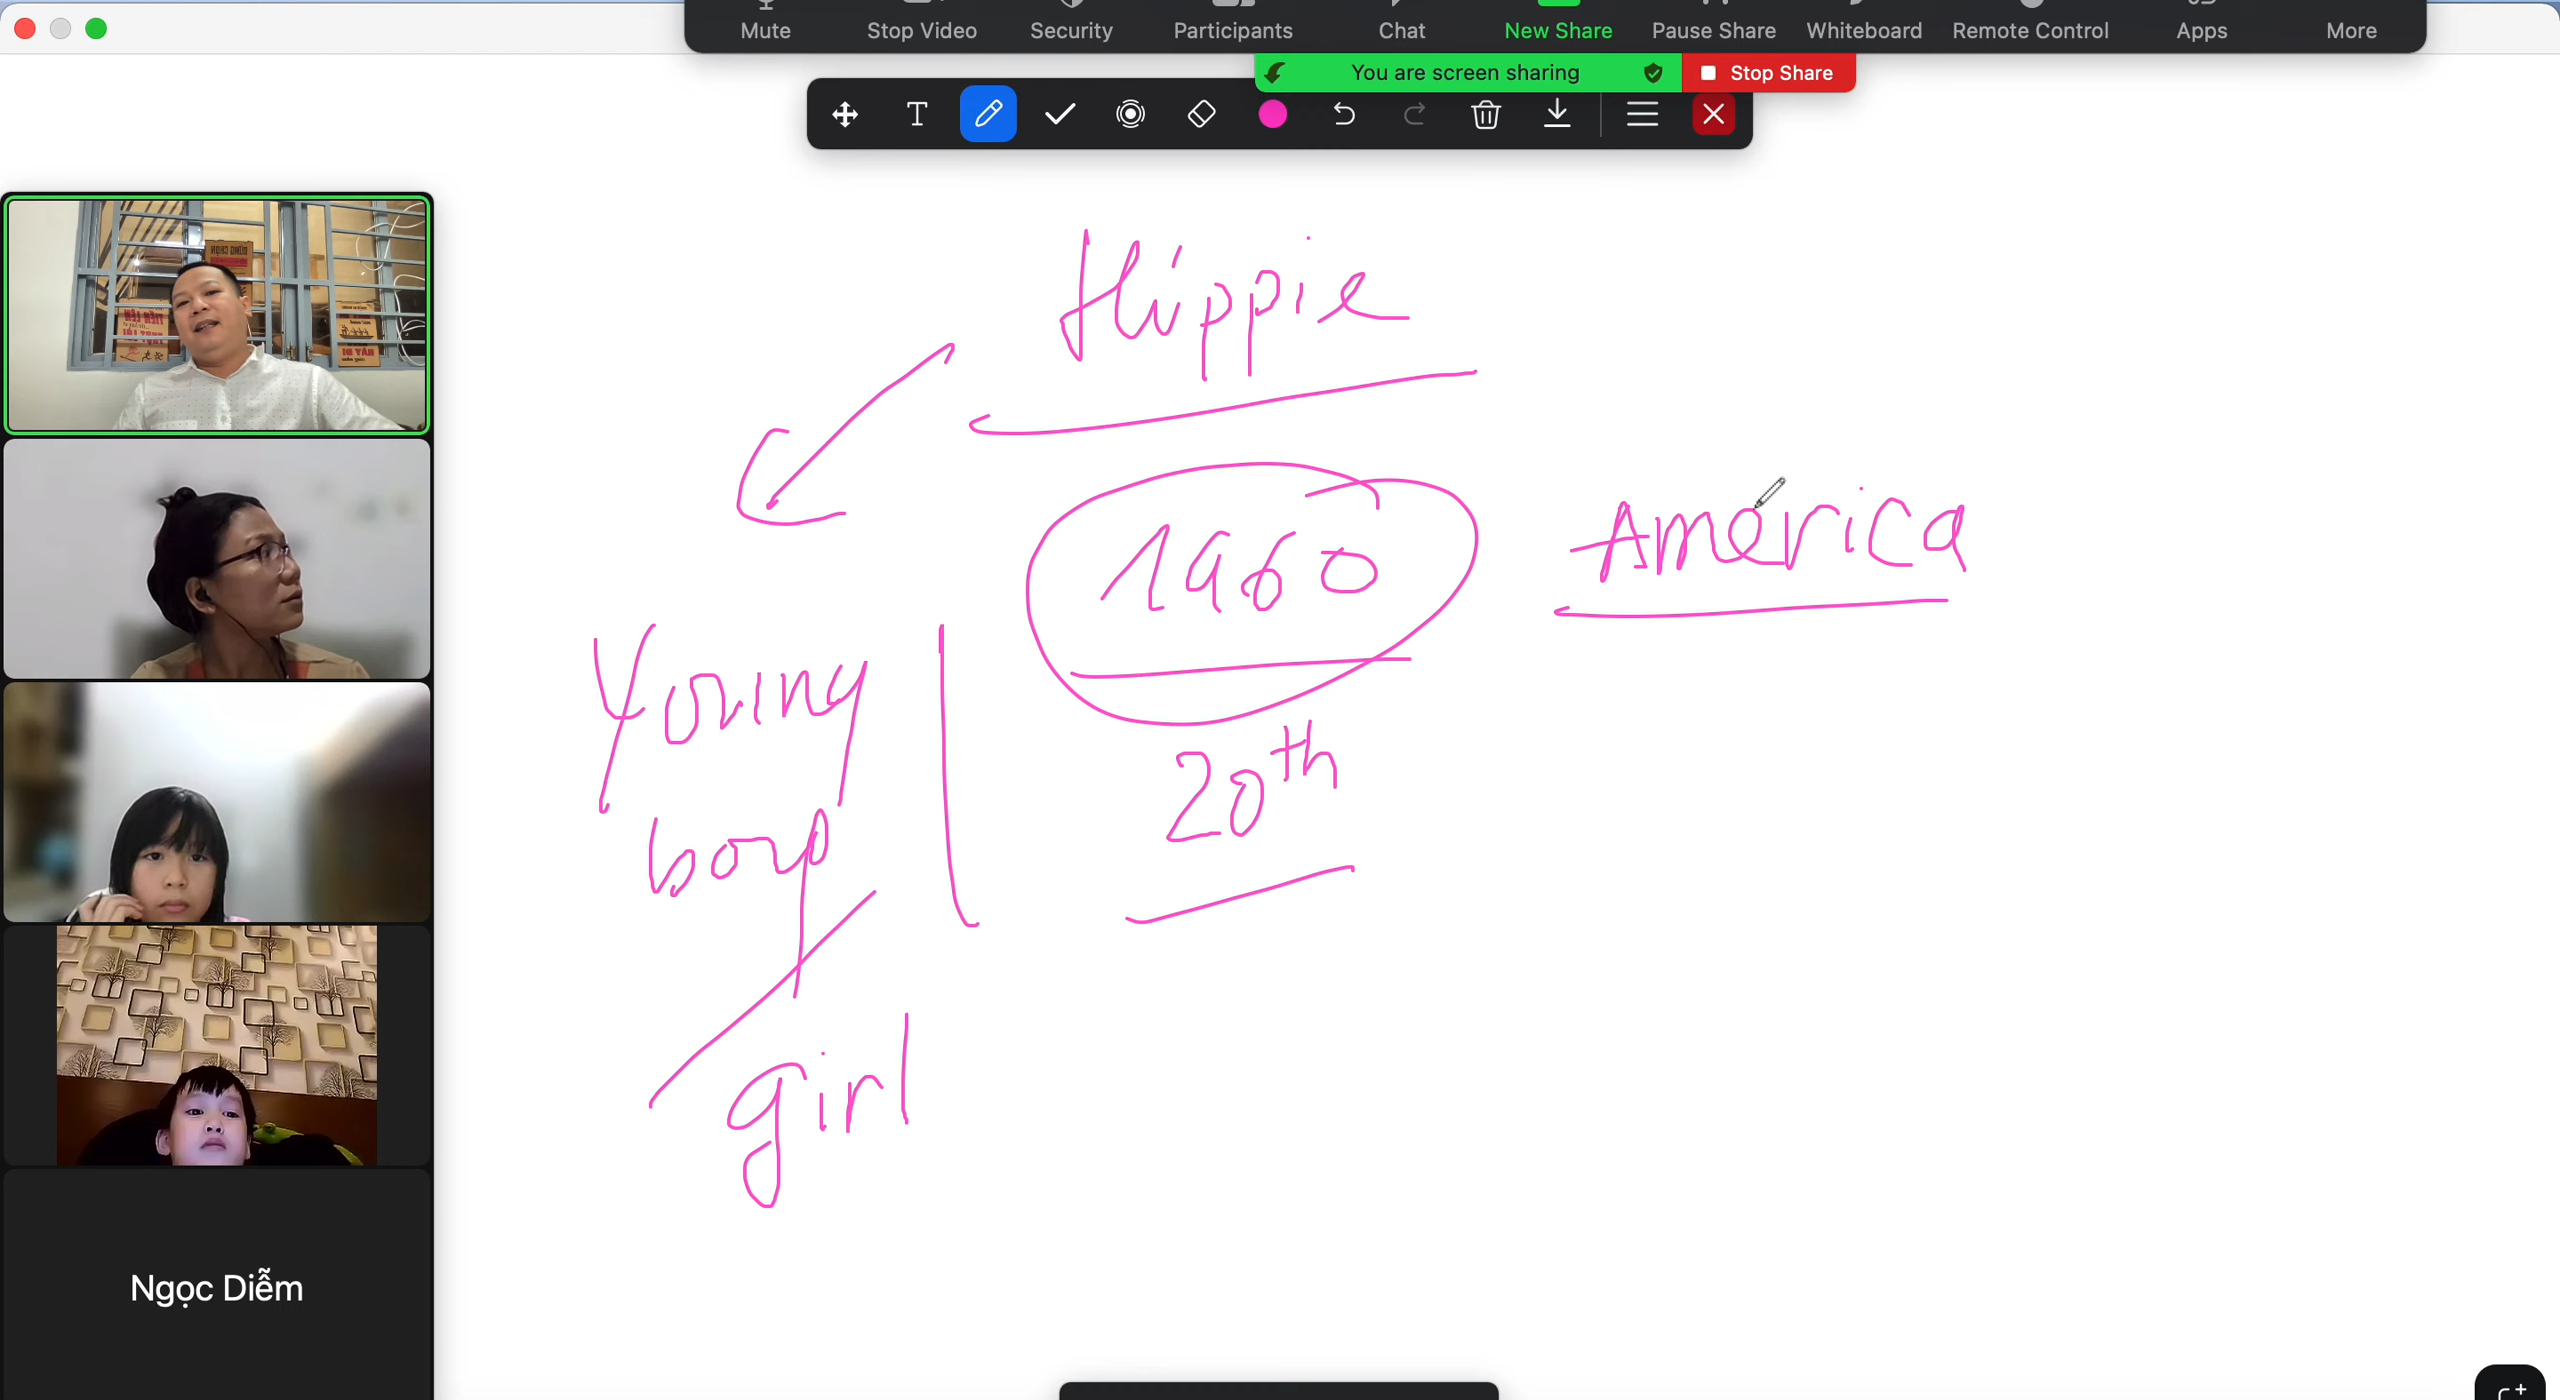 Mute Stop Video Security Participants Chat New Share Pause Share Whiteboard Remote Control Apps More
You are screen sharing Stop Share
T
Hippie
1960 America
Young
20th
boy
girl
Ngọc Diễm